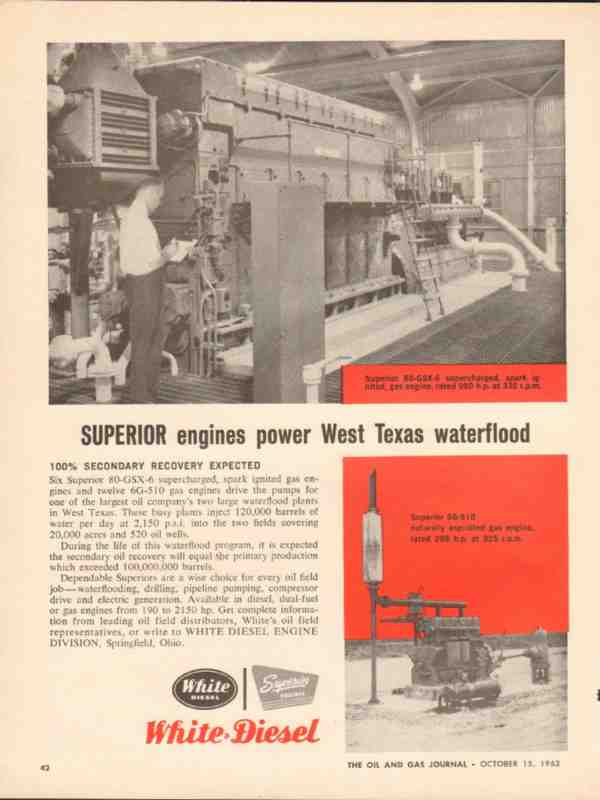 Superior 80-GSX-6 supercharged, spark ig-
nited, gas engine, rated 980 h.p. at 335 r.p.m.
SUPERIOR engines power West Texas waterflood
100% SECONDARY RECOVERY EXPECTED
Six Superior 80-GSX-6 supercharged, spark ignited gas en-
gines and twelve 6G-510 gas engines drive the pumps for
one of the largest oil company's two large waterflood plants
in West Texas. These busy plants inject 120,000 barrels of
water per day at 2,150 p.s.i. into the two fields covering
20,000 acres and 520 oil wells.
During the life of this waterflood program, it is expected
the secondary oil recovery will equal the primary production
which exceeded 100,000,000 barrels.
Dependable Superiors are a wise choice for every oil field
job—waterflooding, drilling, pipeline pumping, compressor
drive and electric generation. Available in diesel, dual-fuel
or gas engines from 190 to 2150 hp. Get complete informa-
tion from leading oil field distributors, White's oil field
representatives, or write to WHITE DIESEL ENGINE
DIVISION, Springfield, Ohio.
Superior 6G-510
naturally aspirated gas engine,
rated h.p. at r.p.m.
White
DIESEL
Superior
ENGINES
White Diesel
42
THE OIL AND GAS JOURNAL - OCTOBER 15, 1962